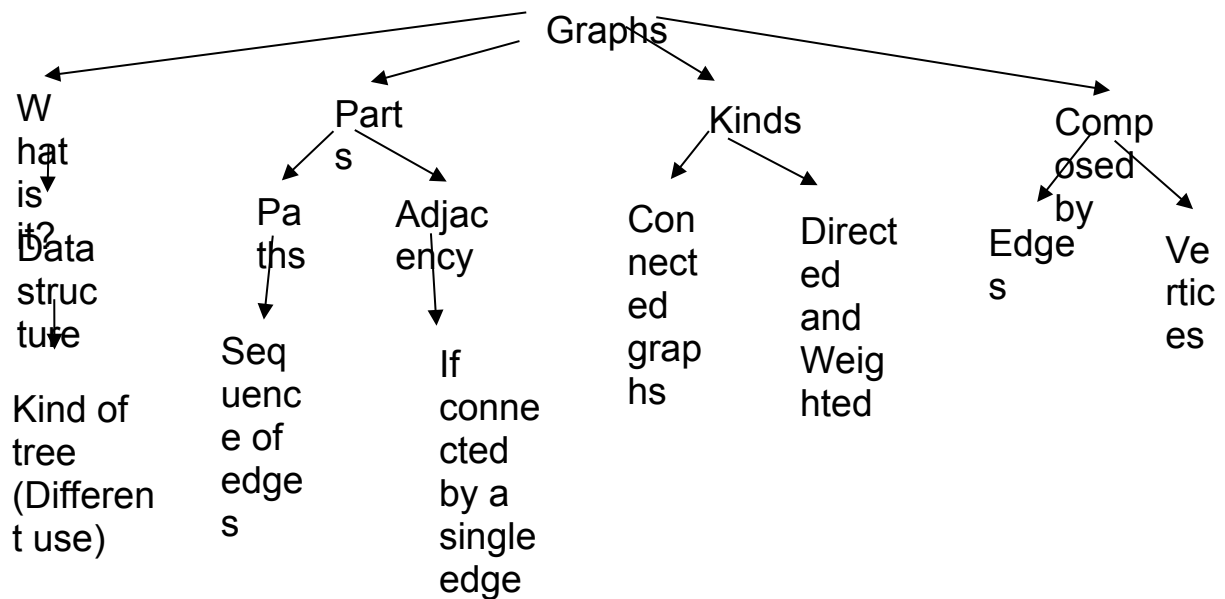 Graphs
W
hat
is
it?
Part
s
Kinds
Comp
osed
by
Data
struc
ture
Pa
ths
Adjac
ency
Con
nect
ed
grap
hs
Direct
ed
and
Weig
hted
Edge
s
Ve
rtic
es
Kind of
tree
(Differen
t use)
Seq
uenc
e of
edge
s
If
conne
cted
by a
single
edge